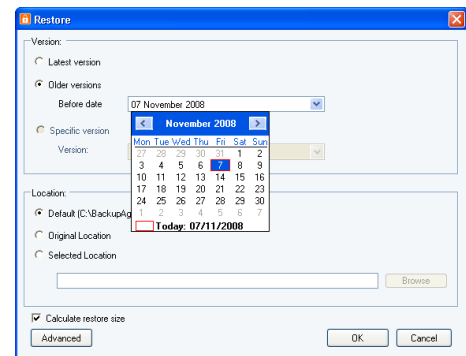 Restore
Version:
Latest version
Older versions
Before date
07 November 2008
November 2008
Mon Tue Wed Thu Fri Sat Sun
27 28 29 30 31 1 2
3 4 5 6 7 8 9
10 11 12 13 14 15 16
17 18 19 20 21 22 23
24 25 26 27 28 29 30
1 2 3 4 5 6 7
Today: 07/11/2008
Specific version
Version:
Location:
Default (C:\BackupAg
Original Location
Selected Location
Browse
Calculate restore size
Advanced
OK
Cancel